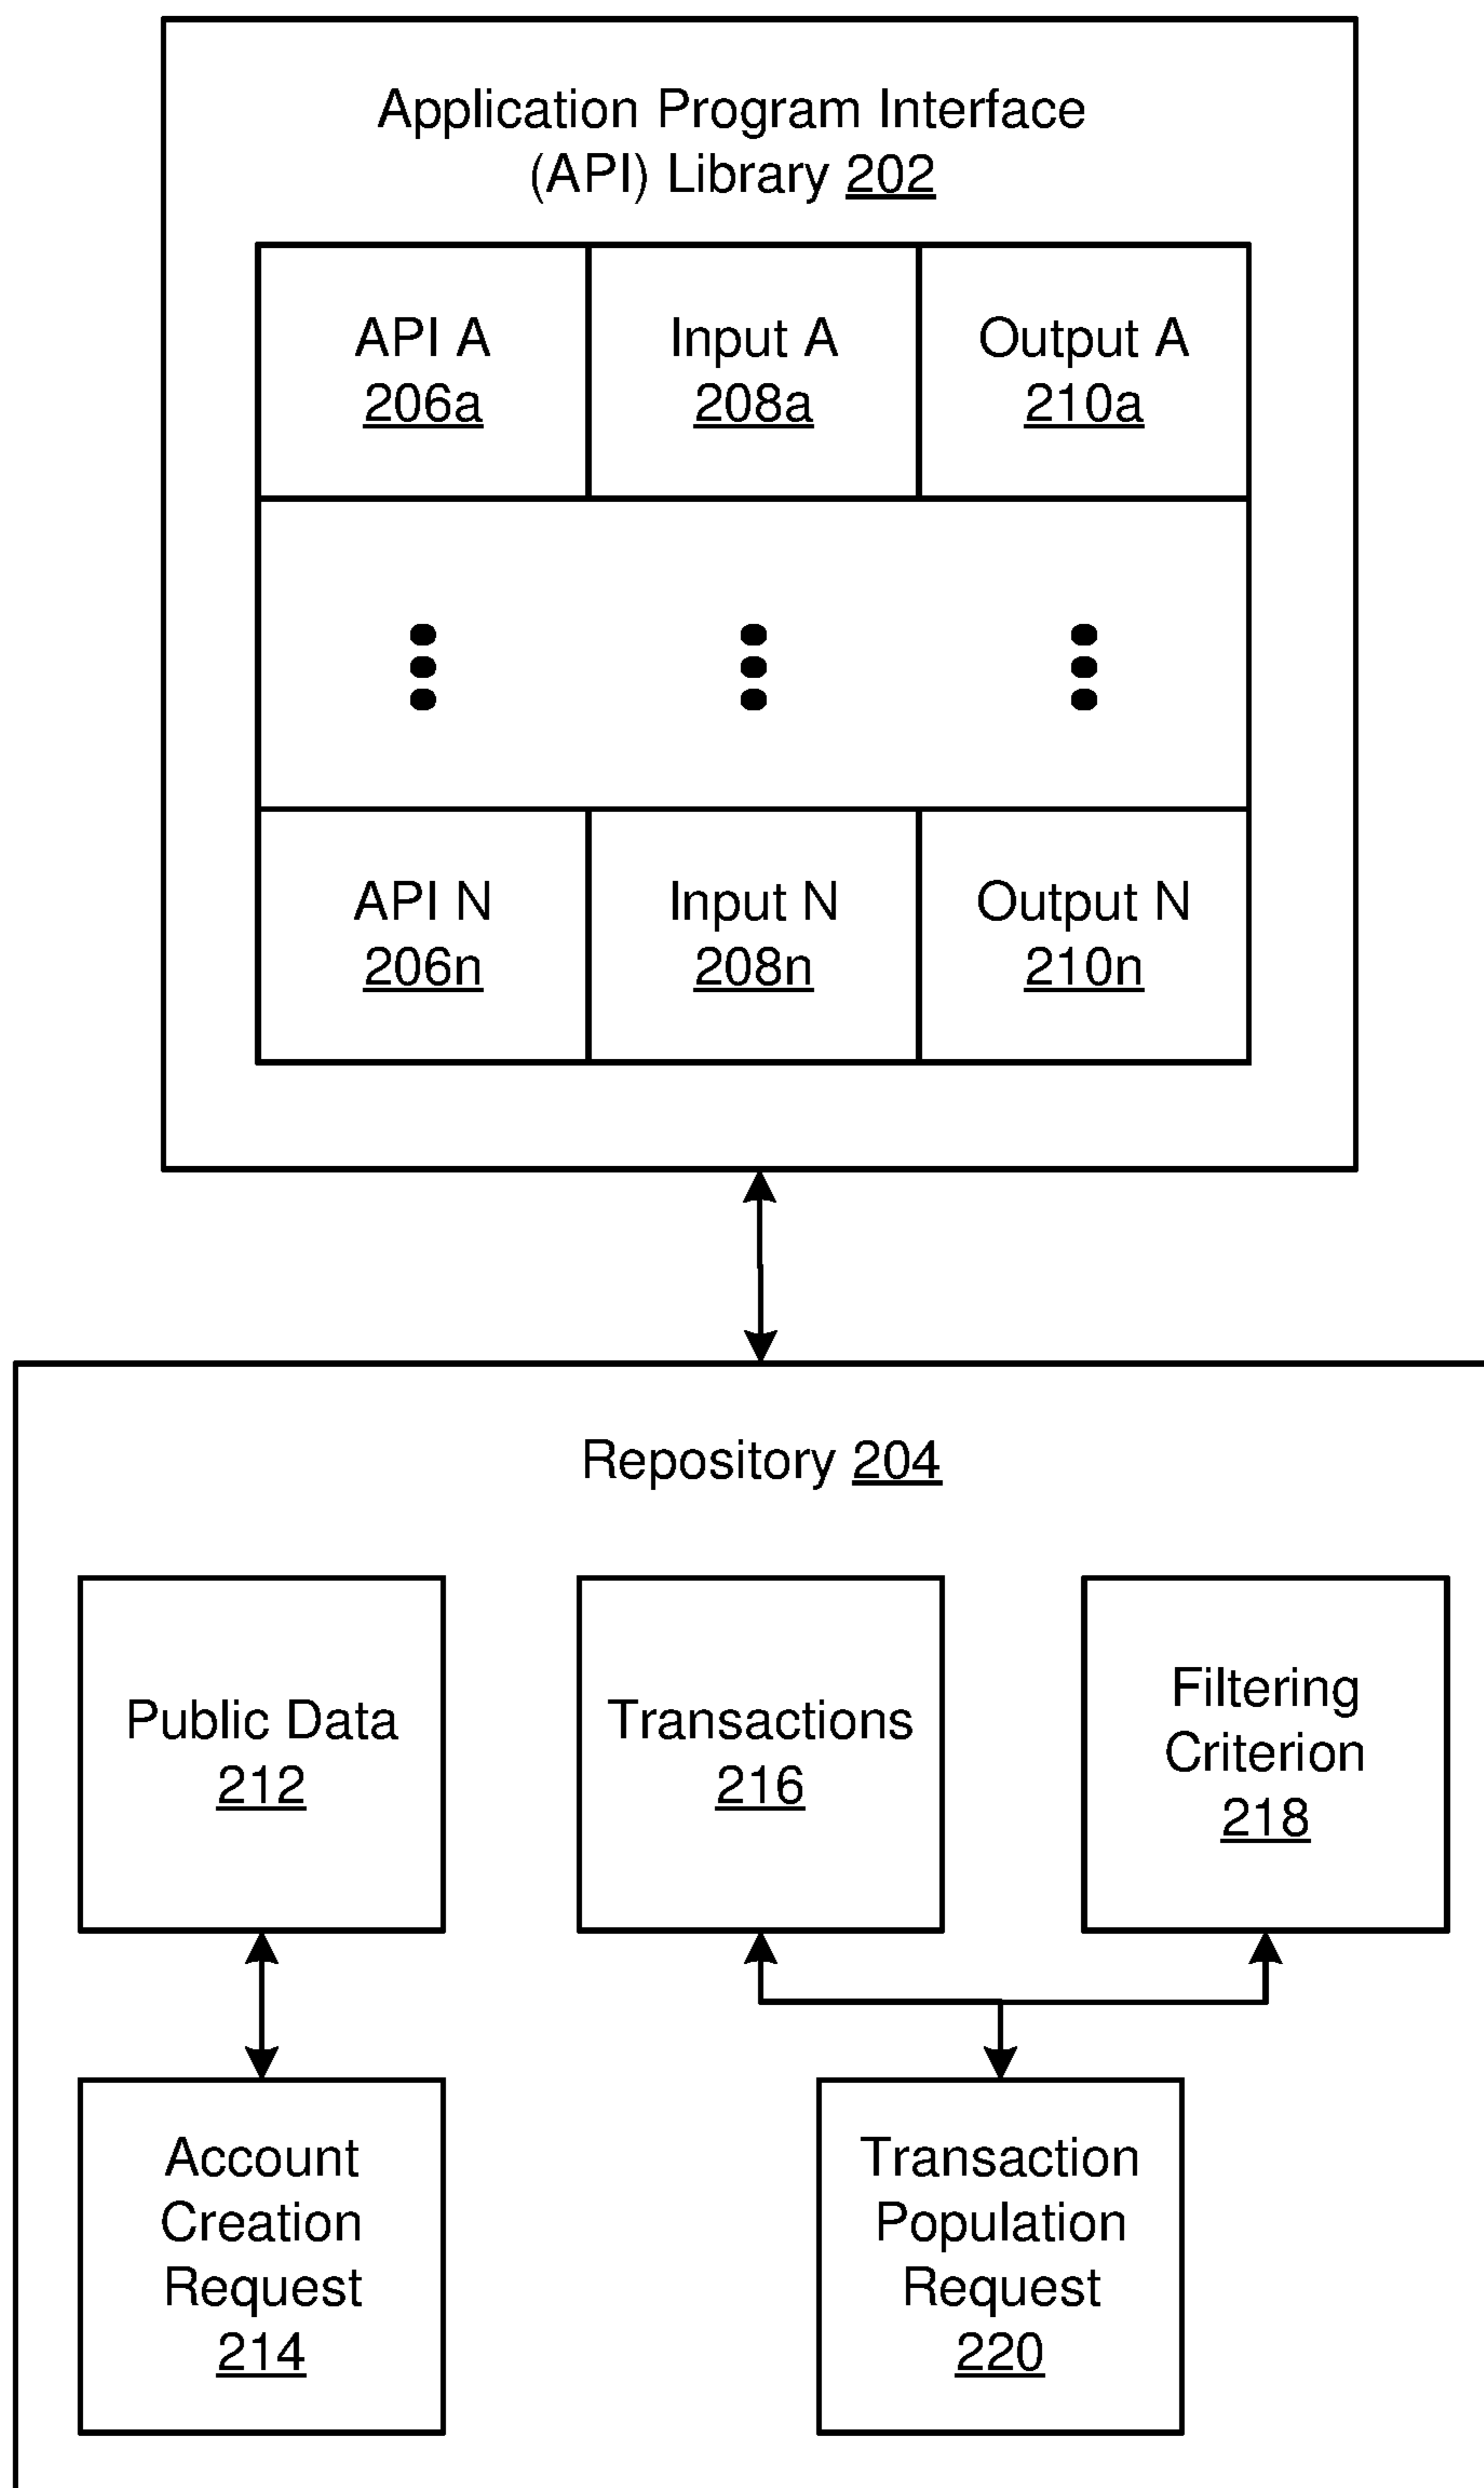 Application Program Interface
(API) Library 202
API A
206a
Input A
208a
Output A
210a
API N
206n
Input N
208n
Output N
210n
Repository 204
Public Data
212
Transactions
216
Filtering
Criterion
218
Account
Creation
Request
214
Transaction
Population
Request
220